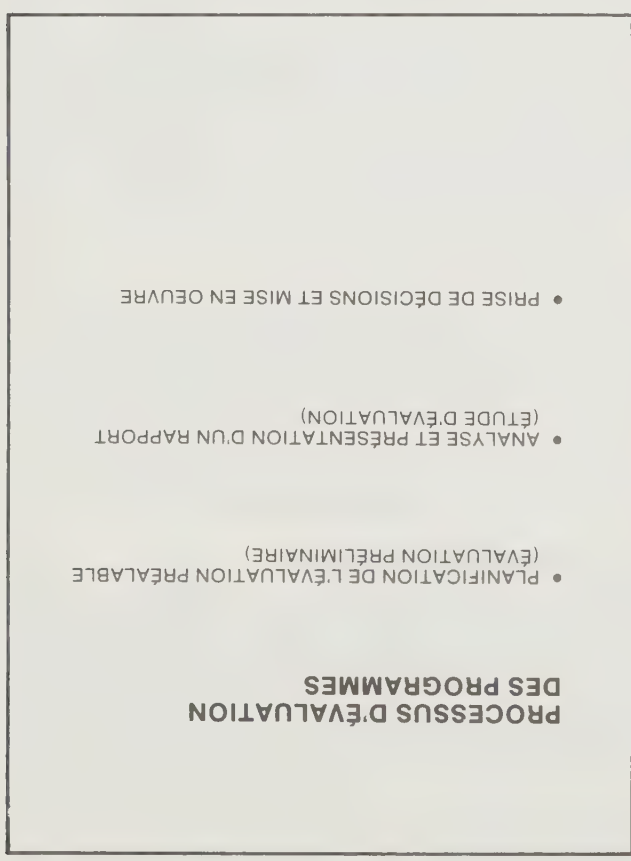 PROCESSUS D'ÉVALUATION
DES PROGRAMMES
• PLANIFICATION DE L'ÉVALUATION PRÉALABLE
(ÉVALUATION PRÉLIMINAIRE)
• ANALYSE ET PRÉSENTATION D'UN RAPPORT
(ÉTUDE D'ÉVALUATION)
• PRISE DE DÉCISIONS ET MISE EN OEUVRE